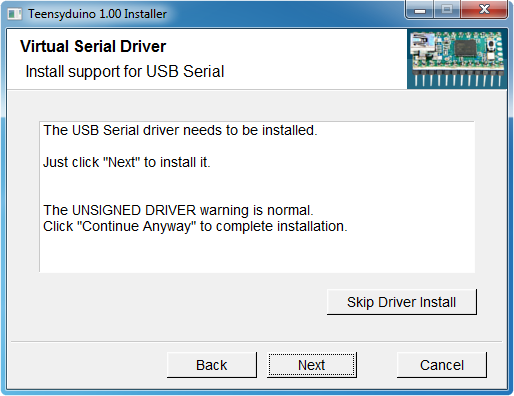 Teensyduino 1.00 Installer
Virtual Serial Driver
Install support for USB Serial
The USB Serial driver needs to be installed.
Just click "Next" to install it.
The UNSIGNED DRIVER warning is normal.
Click "Continue Anyway" to complete installation.
Skip Driver Install
Back
Next
Cancel